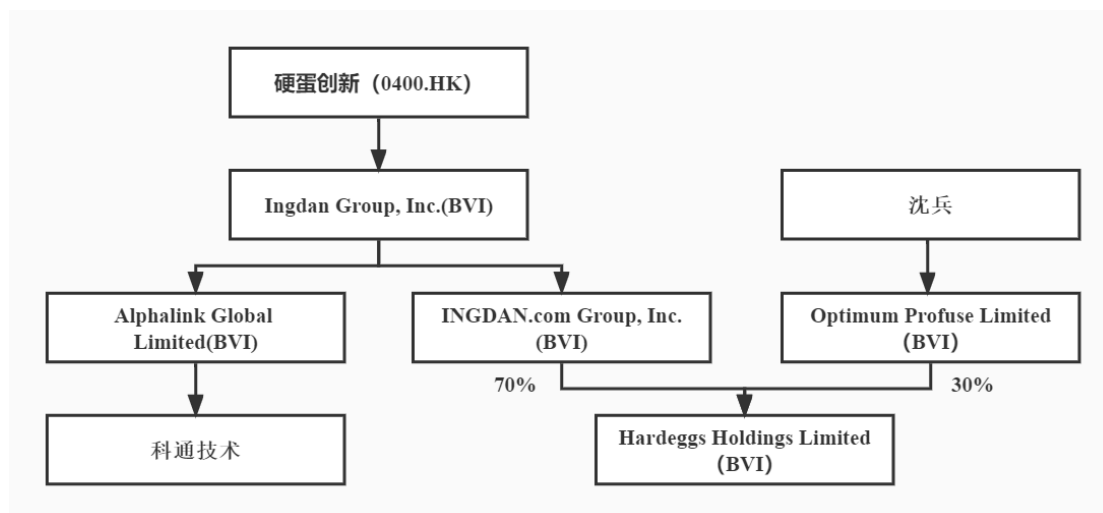 硬蛋创新（0400.HK）
Ingdan Group, Inc.(BVI)
沈兵
Alphalink Global
Limited(BVI)
INGDAN.com Group, Inc.
(BVI)
Optimum Profuse Limited
（BVI）
70%
30%
科通技术
Hardeggs Holdings Limited
（BVI）